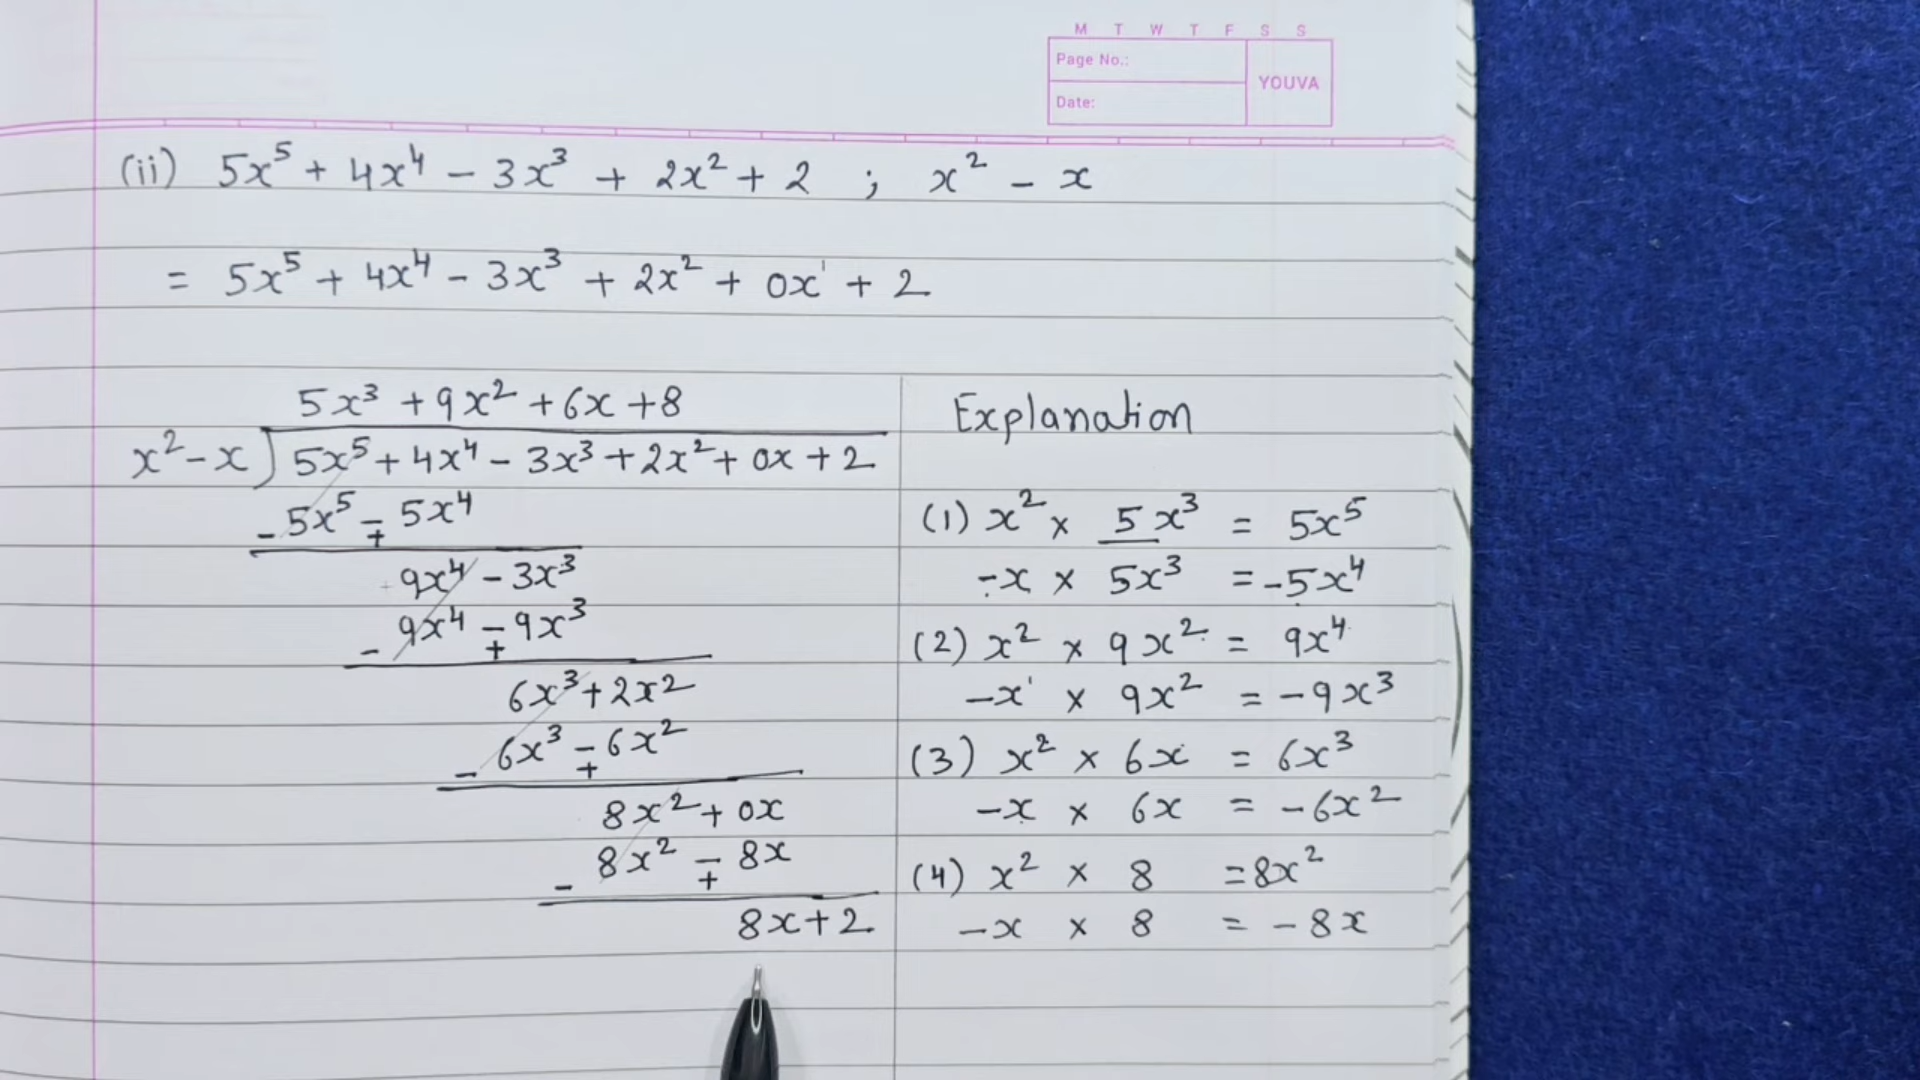 M T W T F S S
Page No.:
YOUVA
Date:
(ii) 5x⁵ + 4x⁴ - 3x³ + 2x² + 2 ; x² - x
= 5x⁵ + 4x⁴ - 3x³ + 2x² + 0x¹ + 2
5x³ + 9x² + 6x + 8
x² - x ) 5x⁵ + 4x⁴ - 3x³ + 2x² + 0x + 2
5x⁵ - 5x⁴
- +
9x⁴ - 3x³
9x⁴ - 9x³
- +
6x³ + 2x²
6x³ - 6x²
- +
8x² + 0x
8x² - 8x
- +
8x + 2
Explanation
(1) x² × 5x³ = 5x⁵
-x × 5x³ = -5x⁴
(2) x² × 9x² = 9x⁴
-x¹ × 9x² = -9x³
(3) x² × 6x = 6x³
-x × 6x = -6x²
(4) x² × 8 = 8x²
-x × 8 = -8x